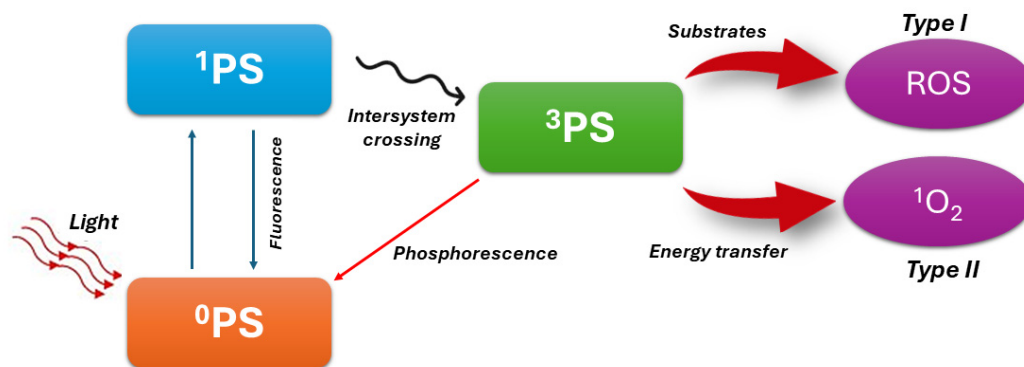 Type I
Substrates
¹PS
ROS
Intersystem
crossing
³PS
Fluorescence
Light
Phosphorescence
Energy transfer
¹O₂
Type II
⁰PS